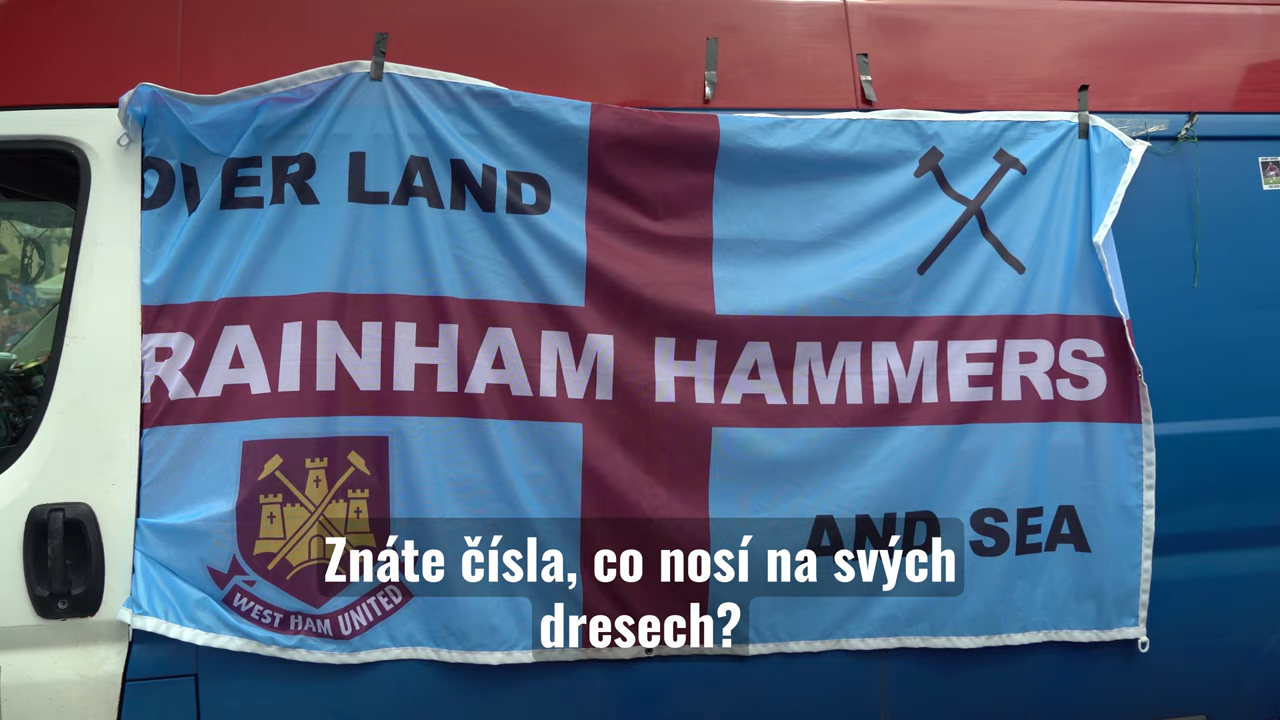 OVER LAND
RAINHAM HAMMERS
AND SEA
WEST HAM UNITED
Znáte čísla, co nosí na svých
dresech?